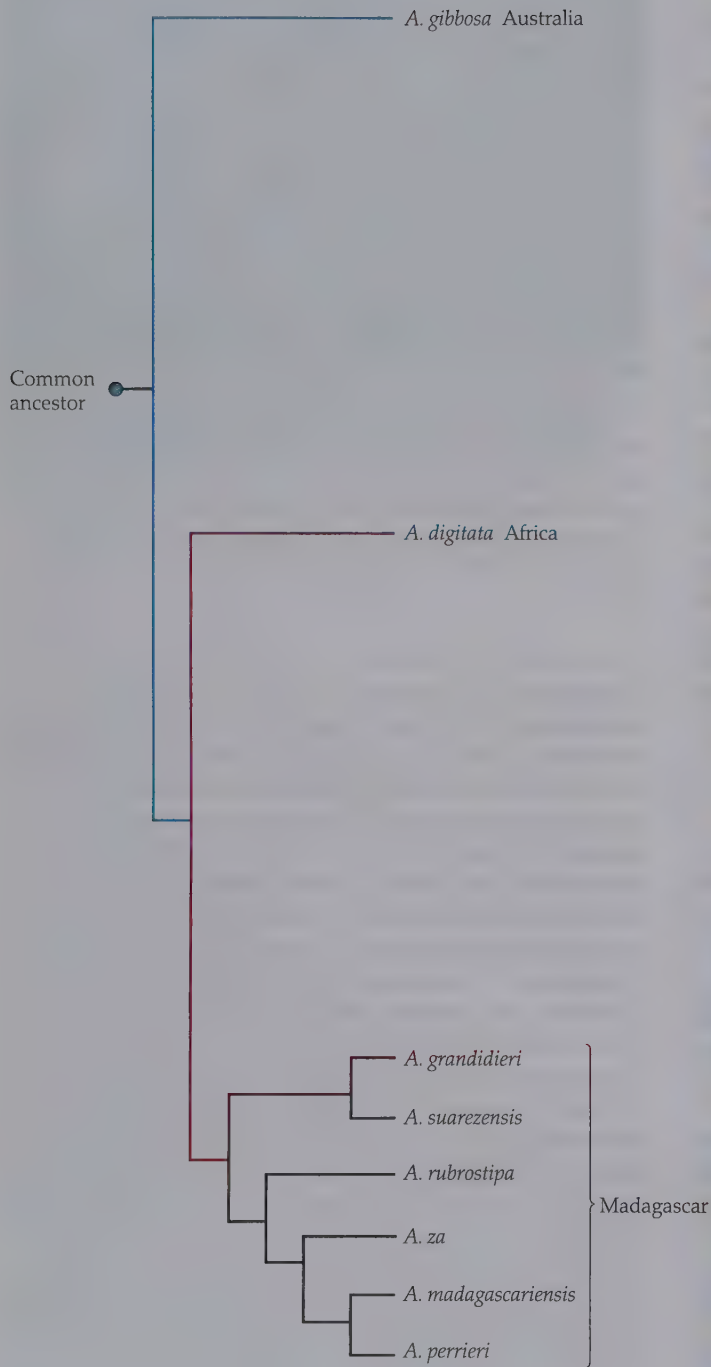 A. gibbosa Australia
Common
ancestor
A. digitata Africa
A. grandidieri
A. suarezensis
A. rubrostipa
Madagascar
A. za
A. madagascariensis
A. perrieri